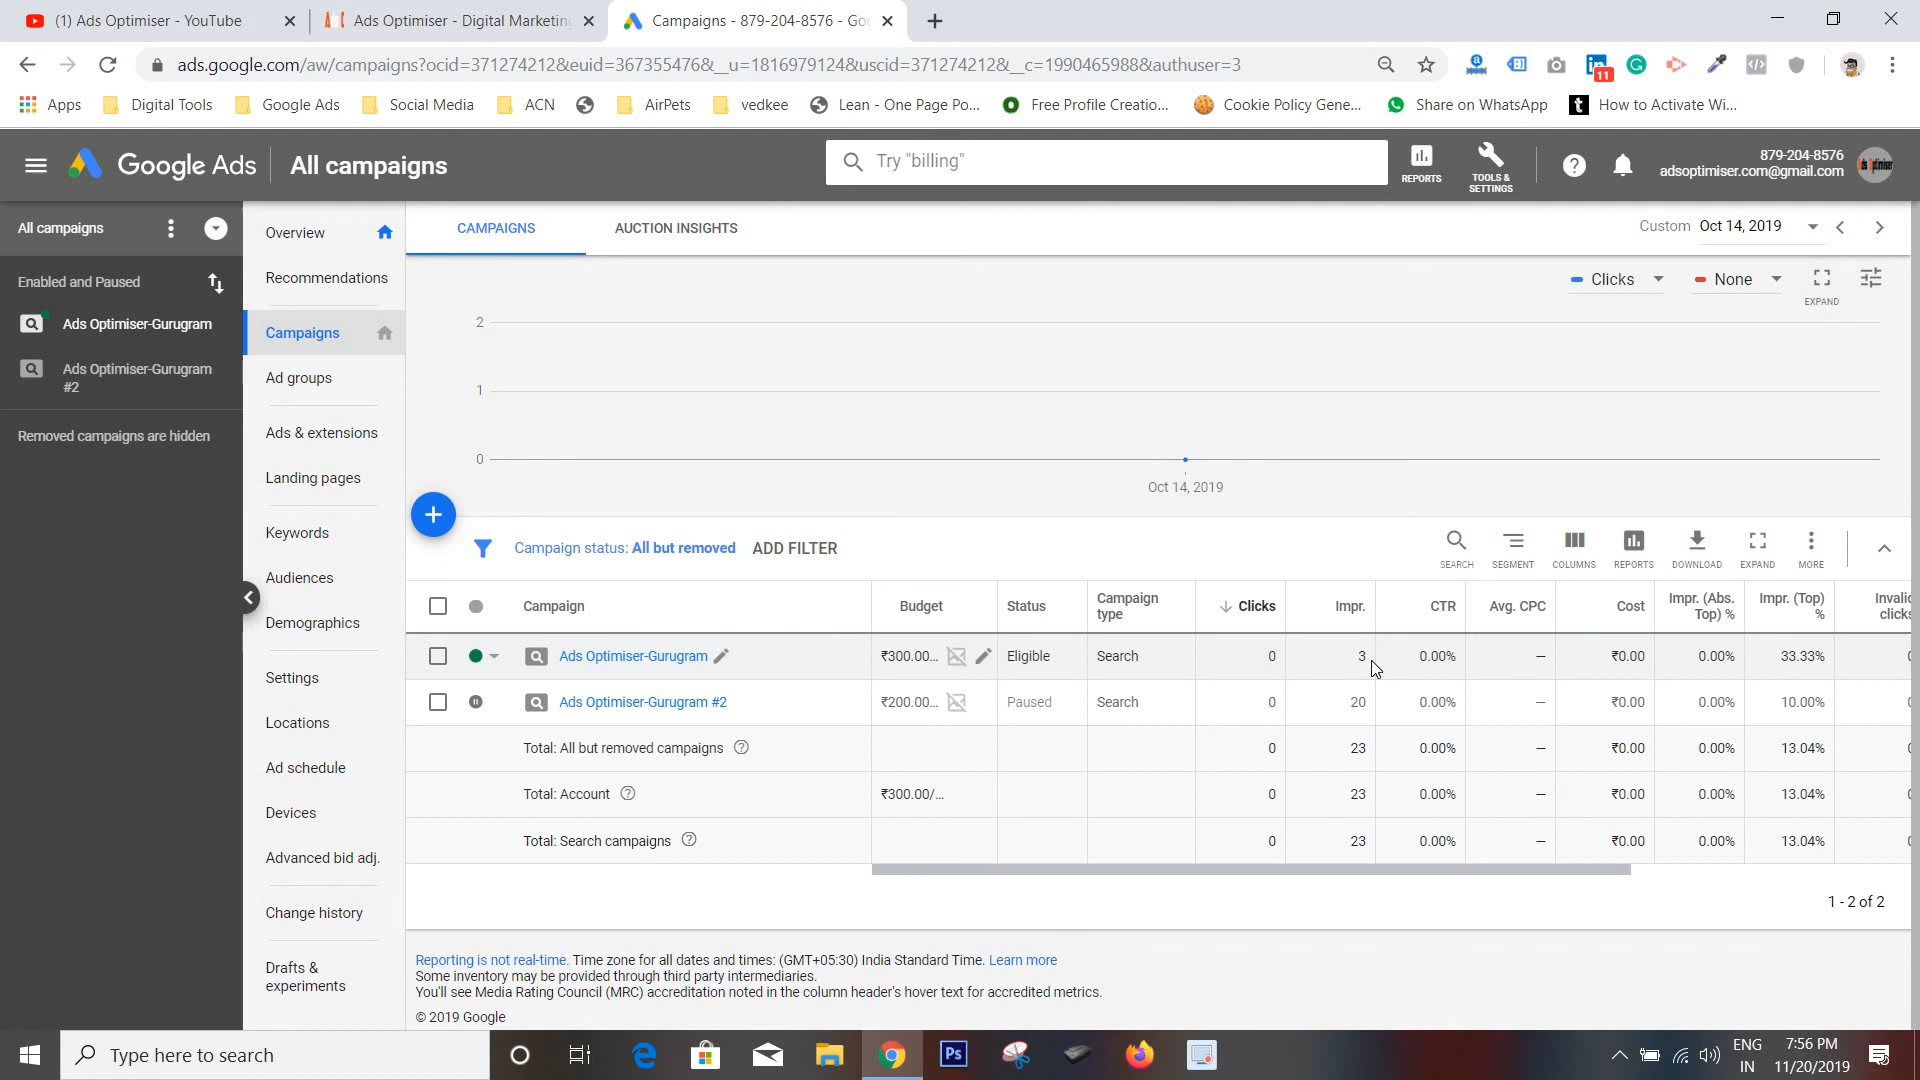 (1) Ads Optimiser - YouTube
Ads Optimiser - Digital Marketing
Campaigns - 879-204-8576 - Goo
ads.google.com/aw/campaigns?ocid=371274212&euid=367355476&__u=1816979124&uscid=371274212&__c=1990465988&authuser=3
11
Apps
Digital Tools
Google Ads
Social Media
ACN
AirPets
vedkee
Lean - One Page Po...
Free Profile Creatio...
Cookie Policy Gene...
Share on WhatsApp
How to Activate Wi...
Google Ads
All campaigns
Try "billing"
REPORTS
TOOLS &
SETTINGS
879-204-8576
adsoptimiser.com@gmail.com
All campaigns
Enabled and Paused
Ads Optimiser-Gurugram
Ads Optimiser-Gurugram
#2
Removed campaigns are hidden
Overview
Recommendations
Campaigns
Ad groups
Ads & extensions
Landing pages
Keywords
Audiences
Demographics
Settings
Locations
Ad schedule
Devices
Advanced bid adj.
Change history
Drafts &
experiments
CAMPAIGNS
AUCTION INSIGHTS
Custom Oct 14, 2019
Clicks
None
EXPAND
2
1
0
Oct 14, 2019
Campaign status: All but removed
ADD FILTER
SEARCH
SEGMENT
COLUMNS
REPORTS
DOWNLOAD
EXPAND
MORE
Campaign Budget Status Campaign type Clicks Impr. CTR Avg. CPC Cost Impr. (Abs. Top) % Impr. (Top) % Invalid clicks
Ads Optimiser-Gurugram ₹300.00... Eligible Search 0 3 0.00% — ₹0.00 0.00% 33.33% 0
Ads Optimiser-Gurugram #2 ₹200.00... Paused Search 0 20 0.00% — ₹0.00 0.00% 10.00% 0
Total: All but removed campaigns 0 23 0.00% — ₹0.00 0.00% 13.04% 0
Total: Account ₹300.00/... 0 23 0.00% — ₹0.00 0.00% 13.04% 0
Total: Search campaigns 0 23 0.00% — ₹0.00 0.00% 13.04% 0
1 - 2 of 2
Reporting is not real-time. Time zone for all dates and times: (GMT+05:30) India Standard Time. Learn more
Some inventory may be provided through third party intermediaries.
You'll see Media Rating Council (MRC) accreditation noted in the column header's hover text for accredited metrics.
© 2019 Google
Type here to search
Ps
ENG
IN
7:56 PM
11/20/2019